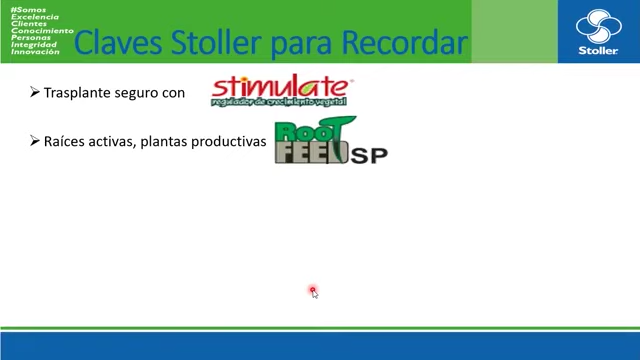 #Somos
Excelencia
Clientes
Conocimiento
Personas
Integridad
Innovación
Claves Stoller para Recordar
Stoller
Trasplante seguro con
stimulate
regulador de crecimiento vegetal
Raíces activas, plantas productivas
Root
FEED SP